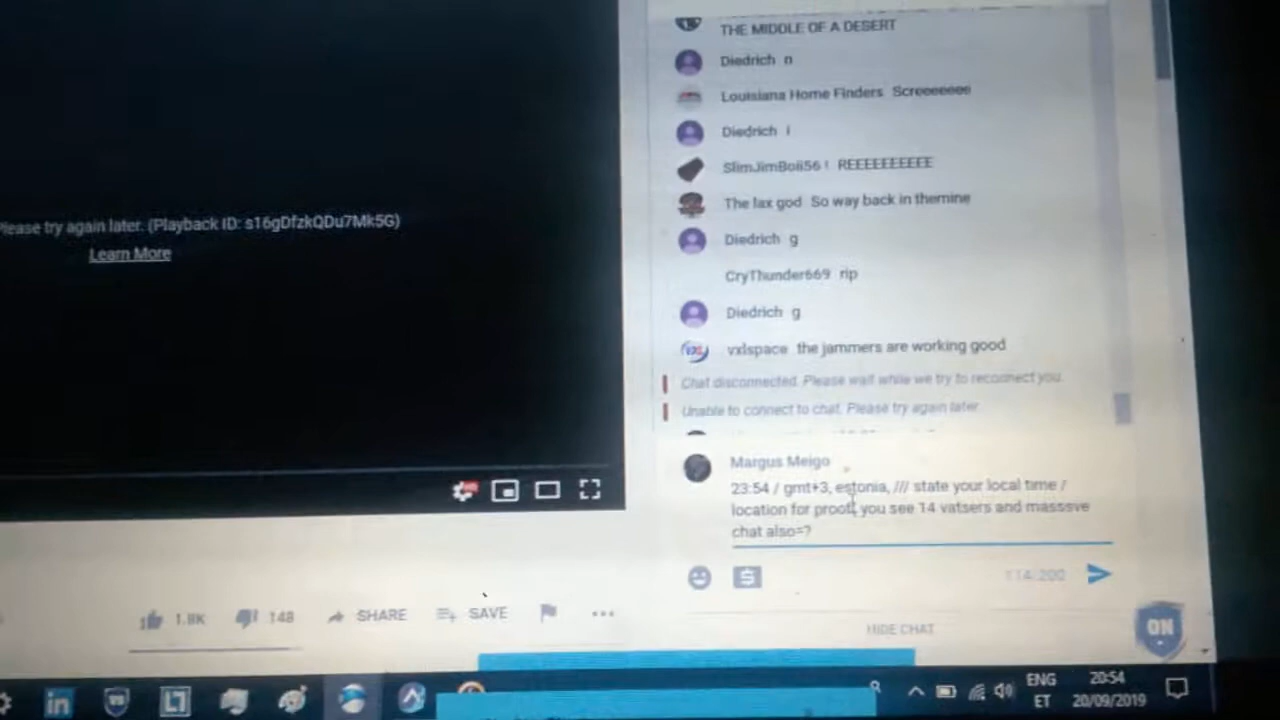 THE MIDDLE OF A DESERT
Diedrich n
Louisiana Home Finders Screeeeeee
Diedrich i
SlimJimBoii56 ! REEEEEEEEEE
The lax god So way back in themine
Diedrich g
CryThunder669 rip
Diedrich g
vxlspace the jammers are working good
Chat disconnected. Please wait while we try to reconnect you.
Unable to connect to chat. Please try again later.
Please try again later. (Playback ID: s16gDfzkQDu7Mk5G)
Learn More
Margus Meigo
23:54 / gmt+3, estonia, /// state your local time /
location for proof, you see 14 vatsers and masssve
chat also=?
114/200
1.8K 148 SHARE SAVE
HIDE CHAT
ON
ENG 20:54
ET 20/09/2019